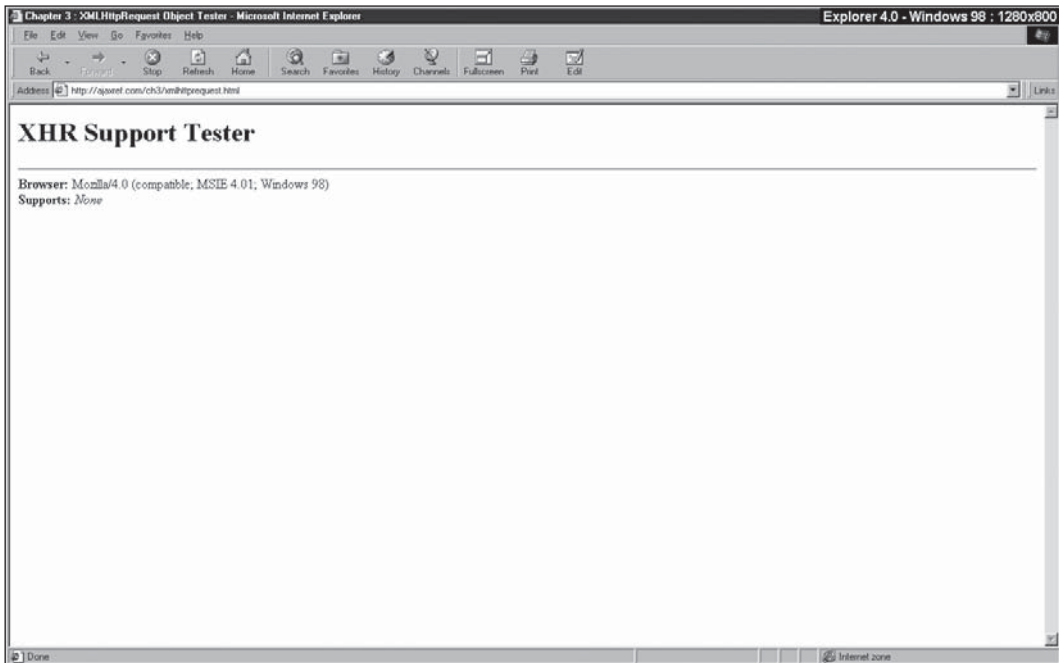 Chapter 3 : XMLHttpRequest Object Tester - Microsoft Internet Explorer
Explorer 4.0 - Windows 98 : 1280x800
File Edit View Go Favorites Help
Back Forward Stop Refresh Home Search Favorites History Channels Fullscreen Print Edit
Address http://ajaxref.com/ch3/xmlhttprequest.html Links
XHR Support Tester
Browser: Mozilla/4.0 (compatible; MSIE 4.01; Windows 98)
Supports: None
Done Internet zone